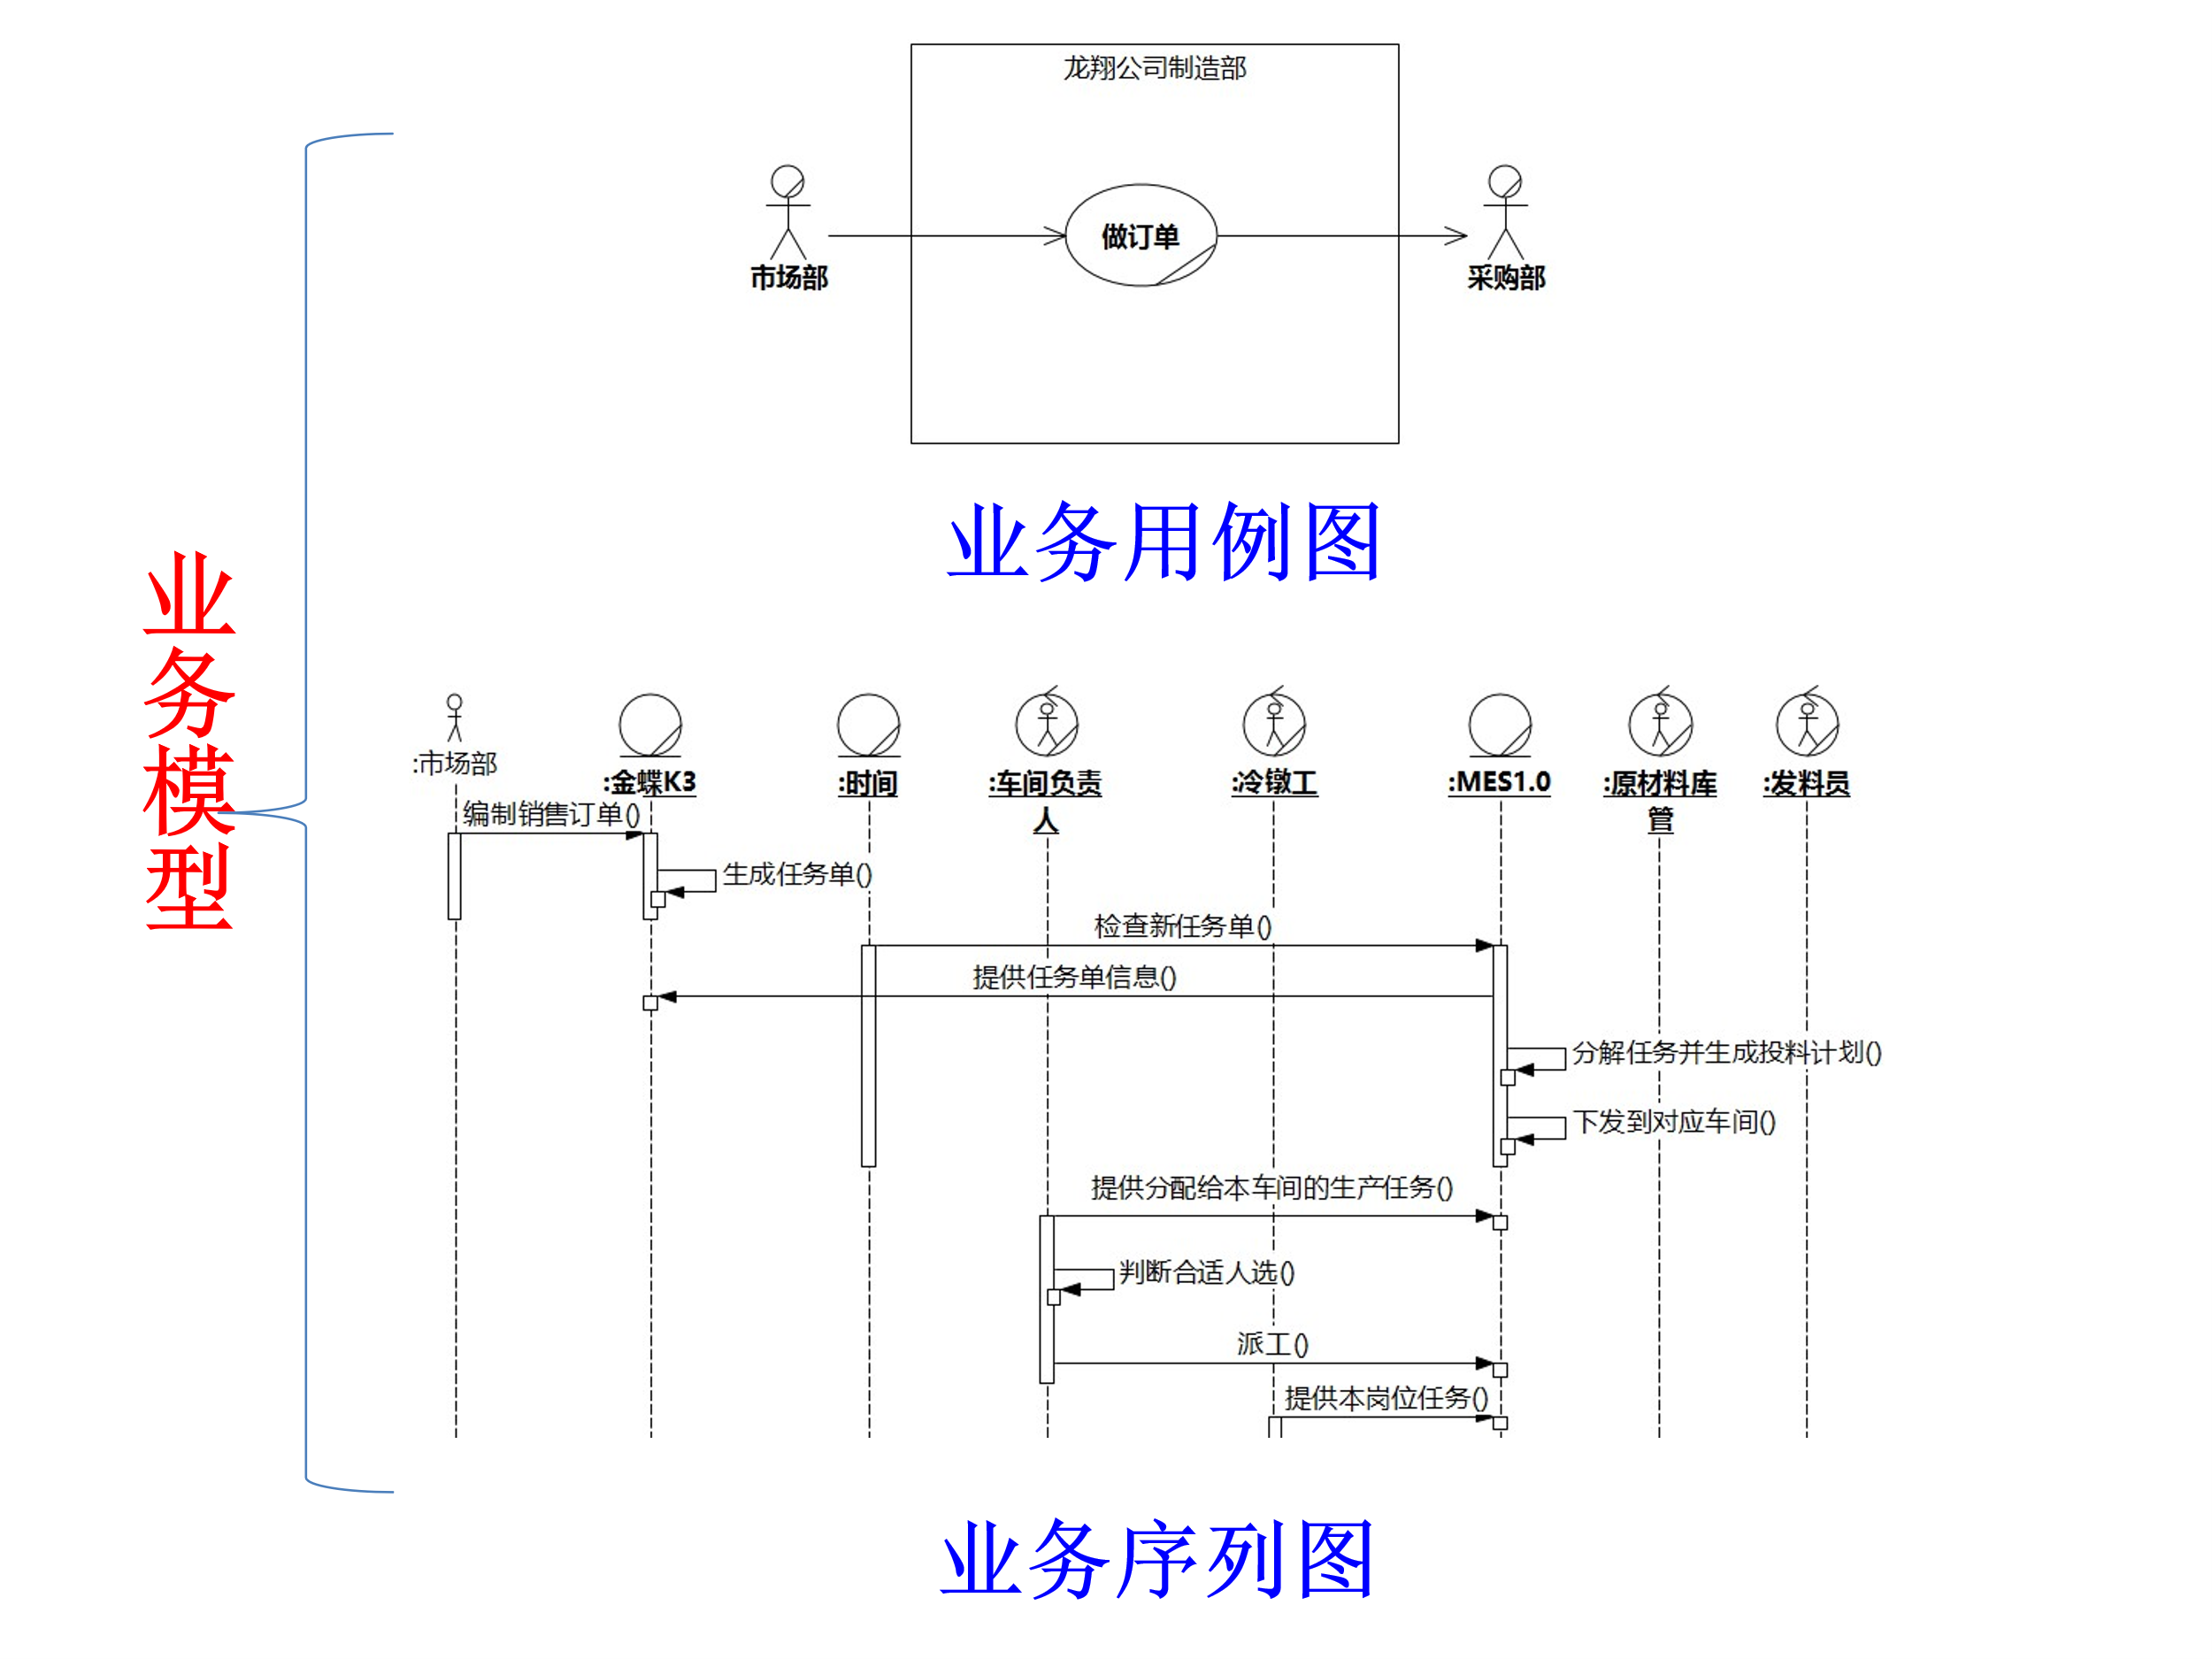 龙翔公司制造部
做订单
市场部
采购部
业务用例图
业务模型
:市场部
:金蝶K3
:时间
:车间负责
人
:冷镦工
:MES1.0
:原材料库
管
:发料员
编制销售订单()
生成任务单()
检查新任务单()
提供任务单信息()
分解任务并生成投料计划()
下发到对应车间()
提供分配给本车间的生产任务()
判断合适人选()
派工()
提供本岗位任务()
业务序列图